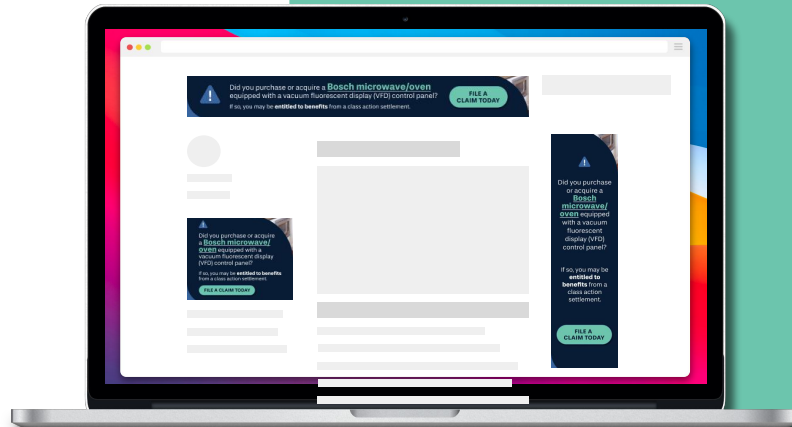 Did you purchase or acquire a Bosch microwave/oven
equipped with a vacuum fluorescent display (VFD) control panel?
If so, you may be entitled to benefits from a class action settlement.
FILE A
CLAIM TODAY
Did you purchase or acquire
a Bosch microwave/
oven equipped with a
vacuum fluorescent display
(VFD) control panel?
If so, you may be entitled to benefits
from a class action settlement.
FILE A CLAIM TODAY
Did you purchase
or acquire a
Bosch
microwave/
oven equipped
with a vacuum
fluorescent
display (VFD)
control panel?
If so, you may be
entitled to
benefits from a
class action
settlement.
FILE A
CLAIM TODAY